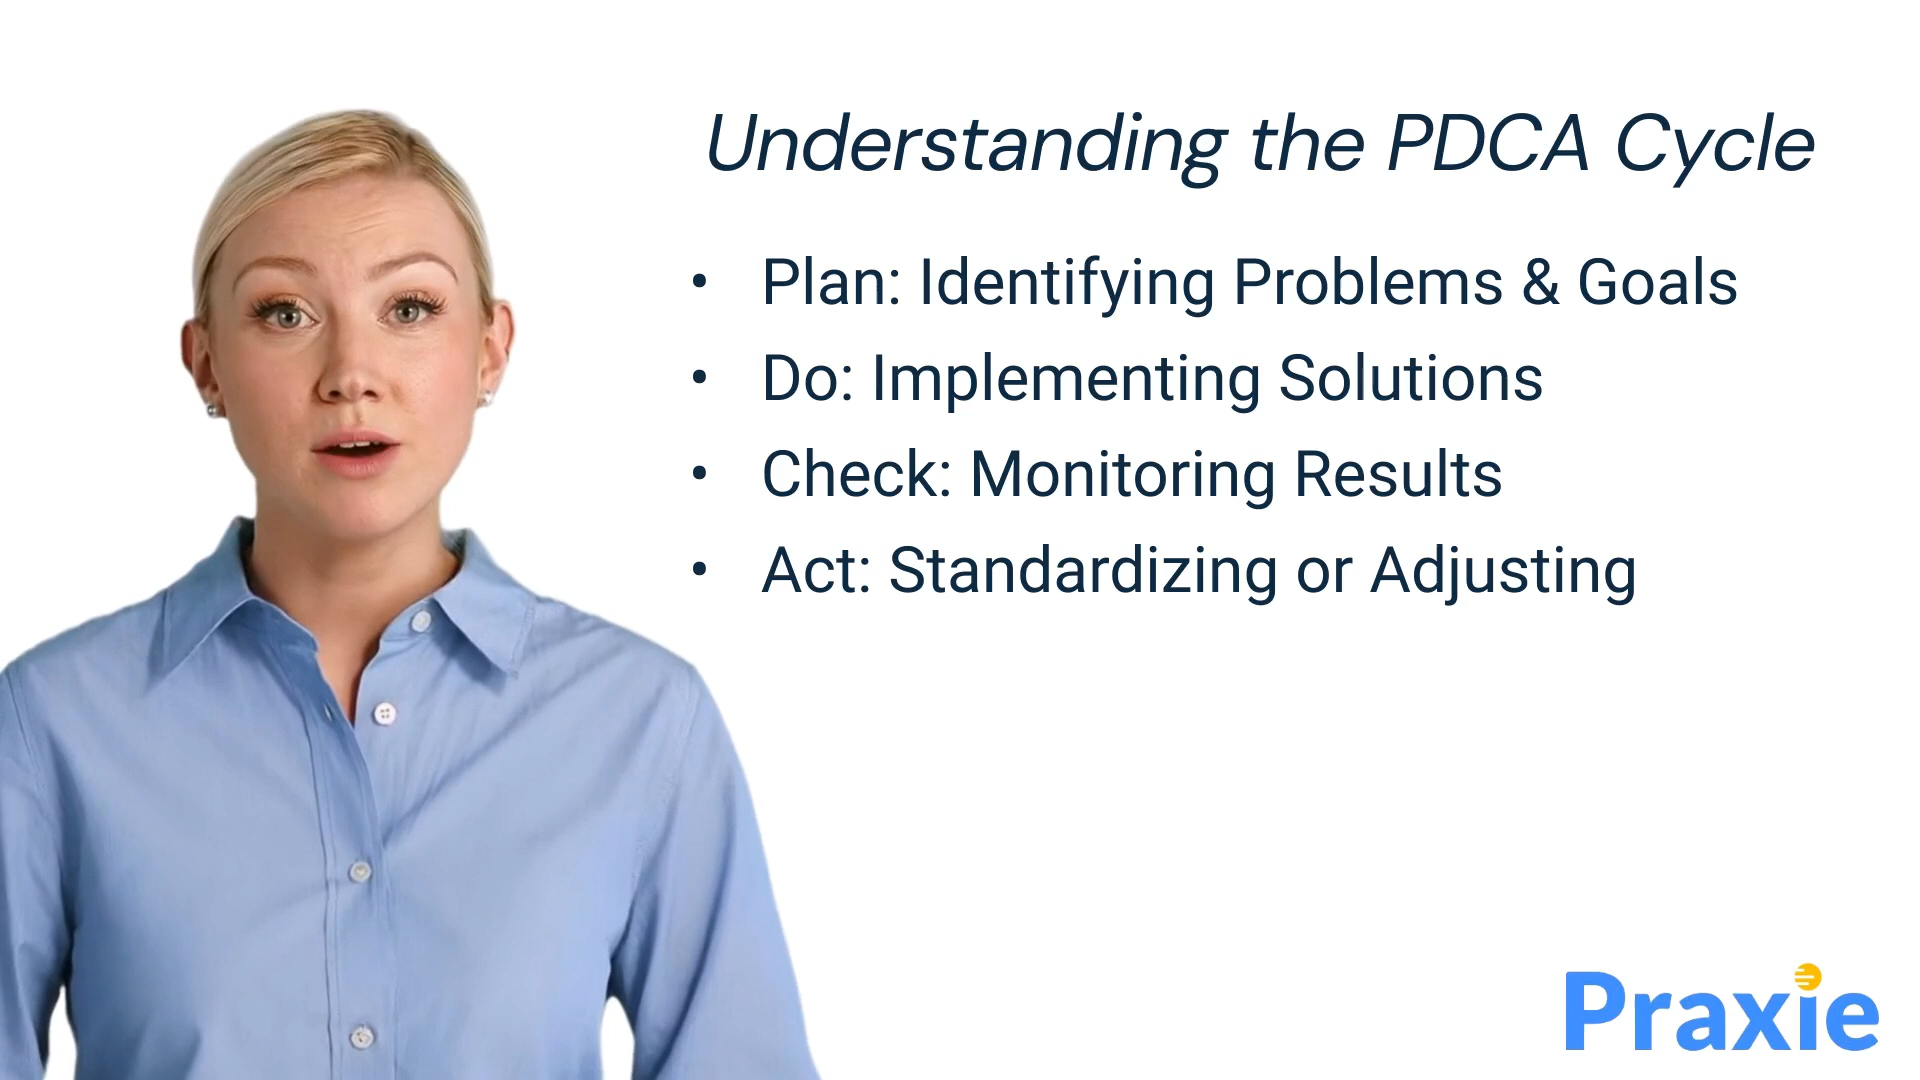 Understanding the PDCA Cycle
• Plan: Identifying Problems & Goals
• Do: Implementing Solutions
• Check: Monitoring Results
• Act: Standardizing or Adjusting
Praxie